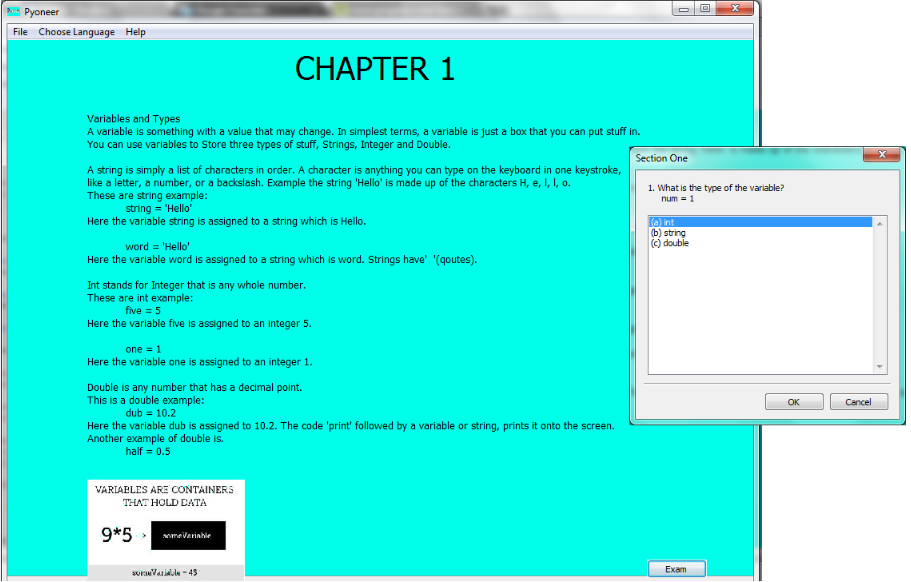 Pyoneer
File Choose Language Help
CHAPTER 1
Variables and Types
A variable is something with a value that may change. In simplest terms, a variable is just a box that you can put stuff in.
You can use variables to Store three types of stuff, Strings, Integer and Double.
A string is simply a list of characters in order. A character is anything you can type on the keyboard in one keystroke,
like a letter, a number, or a backslash. Example the string 'Hello' is made up of the characters H, e, l, l, o.
These are string example:
string = 'Hello'
Here the variable string is assigned to a string which is Hello.
word = 'Hello'
Here the variable word is assigned to a string which is word. Strings have' '(qoutes).
Int stands for Integer that is any whole number.
These are int example:
five = 5
Here the variable five is assigned to an integer 5.
one = 1
Here the variable one is assigned to an integer 1.
Double is any number that has a decimal point.
This is a double example:
dub = 10.2
Here the variable dub is assigned to 10.2. The code 'print' followed by a variable or string, prints it onto the screen.
Another example of double is.
half = 0.5
VARIABLES ARE CONTAINERS
THAT HOLD DATA
9*5 > someVariable
someVariable = 45
Exam
Section One
1. What is the type of the variable?
num = 1
(a) int
(b) string
(c) double
OK Cancel